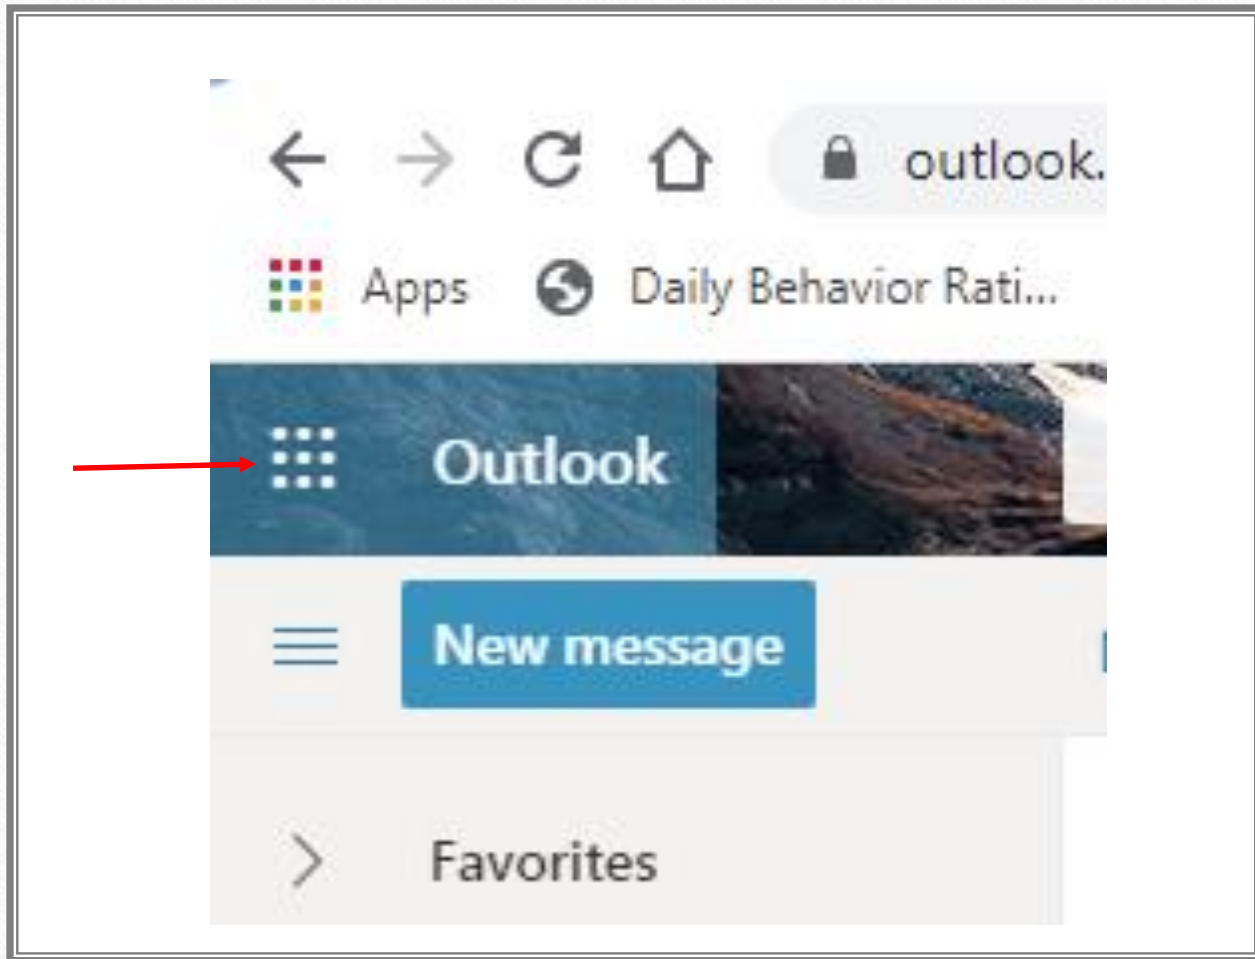 outlook.
Apps Daily Behavior Rati...
Outlook
New message
Favorites